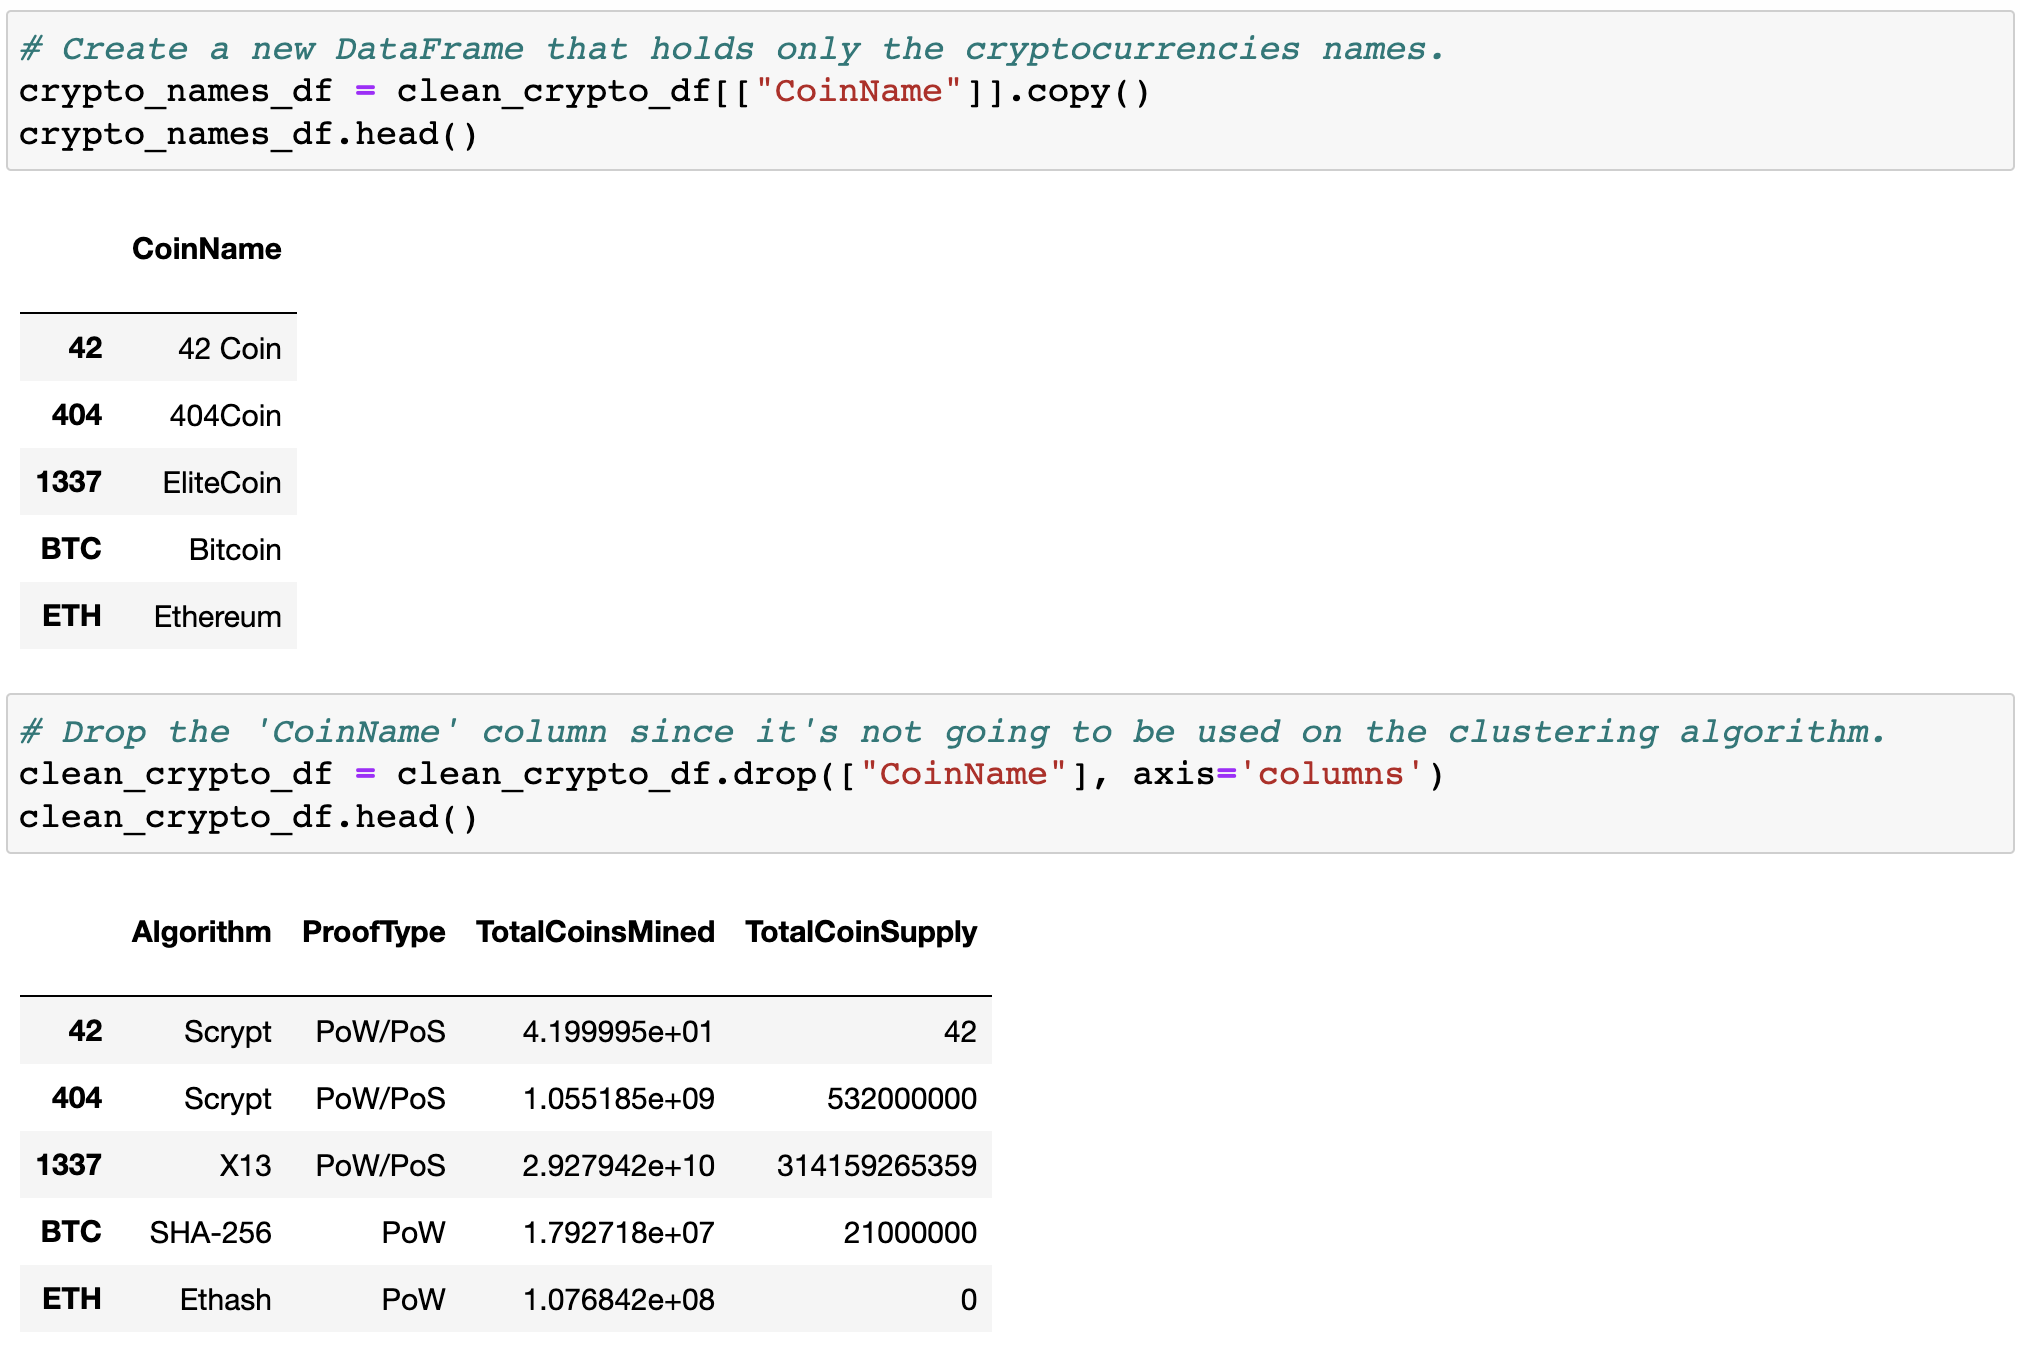 # Create a new DataFrame that holds only the cryptocurrencies names.
crypto_names_df = clean_crypto_df[["CoinName"]].copy()
crypto_names_df.head()
CoinName
42 42 Coin
404 404Coin
1337 EliteCoin
BTC Bitcoin
ETH Ethereum
# Drop the 'CoinName' column since it's not going to be used on the clustering algorithm.
clean_crypto_df = clean_crypto_df.drop(["CoinName"], axis='columns')
clean_crypto_df.head()
Algorithm ProofType TotalCoinsMined TotalCoinSupply
42 Scrypt PoW/PoS 4.199995e+01 42
404 Scrypt PoW/PoS 1.055185e+09 532000000
1337 X13 PoW/PoS 2.927942e+10 314159265359
BTC SHA-256 PoW 1.792718e+07 21000000
ETH Ethash PoW 1.076842e+08 0